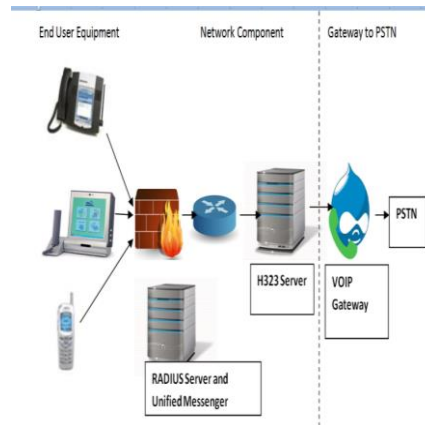 End User Equipment
Network Component
Gateway to PSTN
PSTN
H323 Server
VOIP
Gateway
RADIUS Server and
Unified Messenger